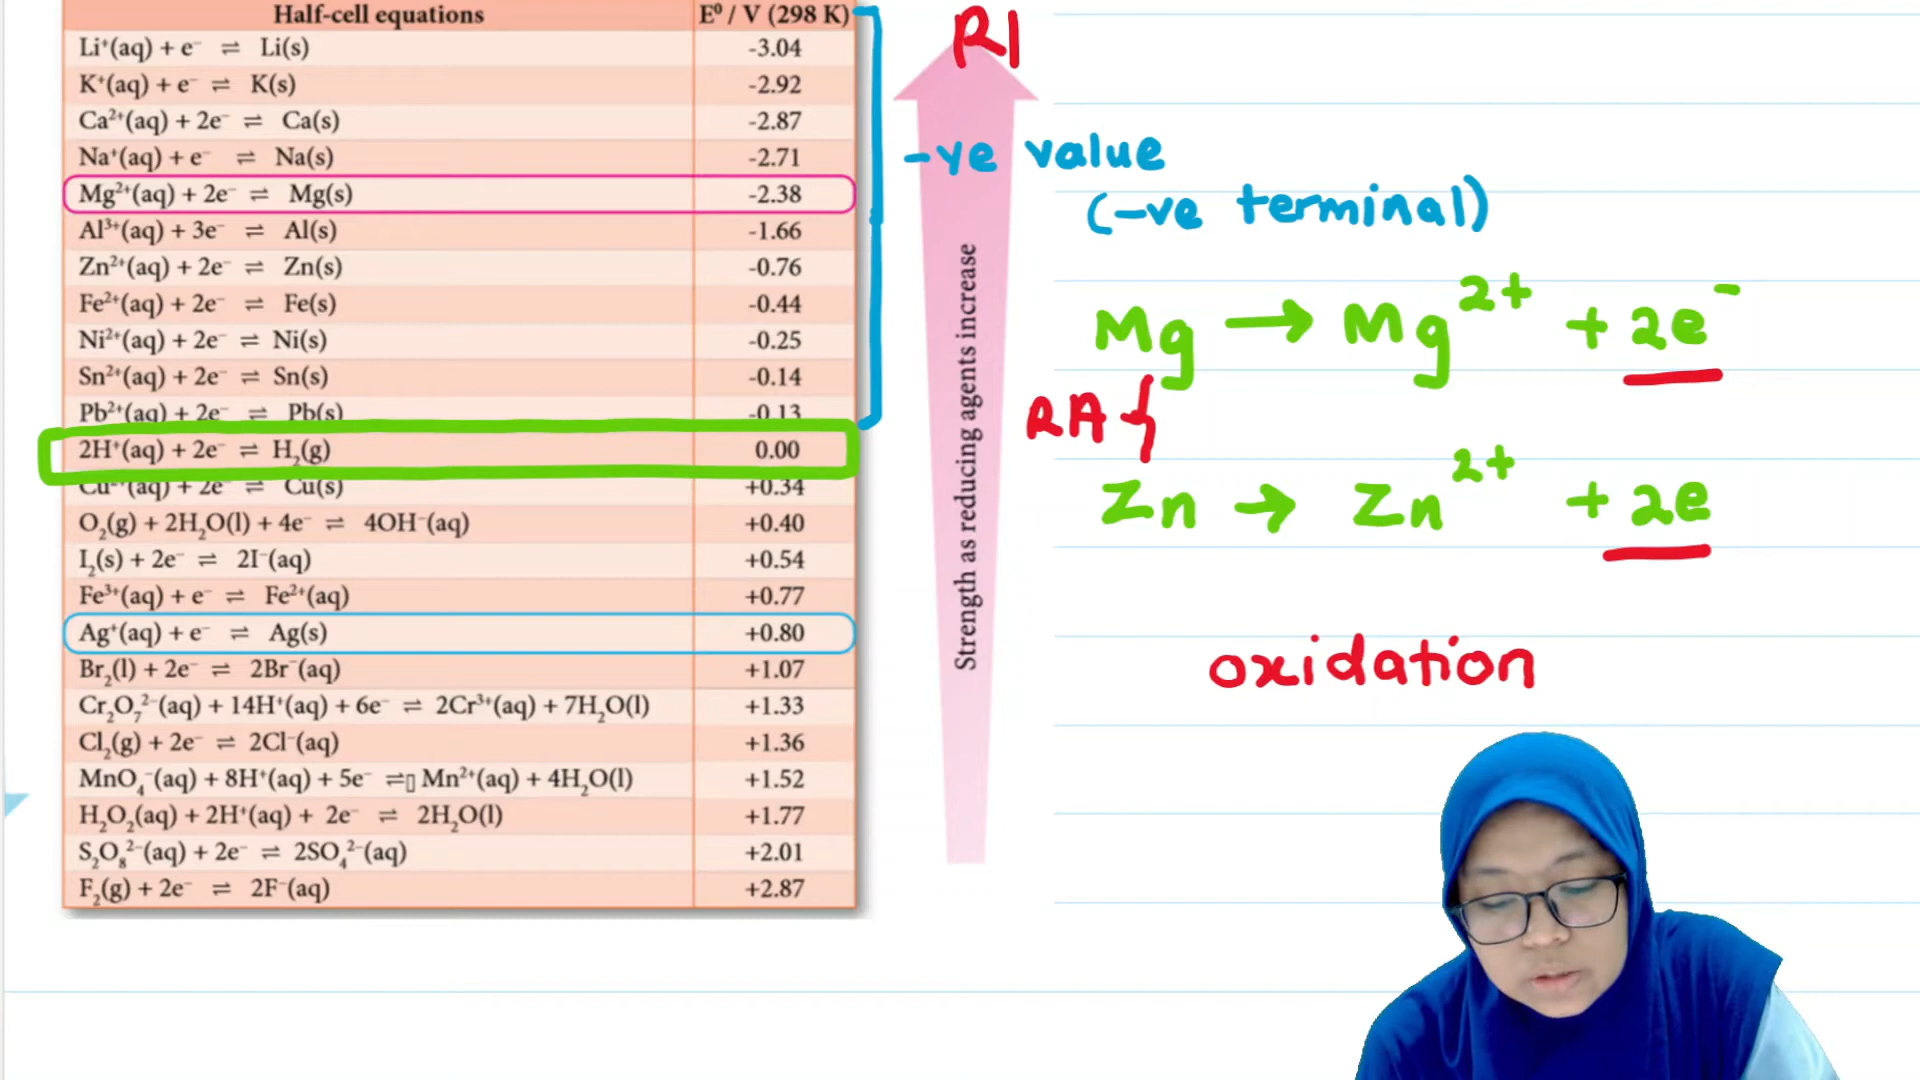 Half-cell equations E⁰ / V (298 K)
Li⁺(aq) + e⁻ ⇌ Li(s) -3.04
K⁺(aq) + e⁻ ⇌ K(s) -2.92
Ca²⁺(aq) + 2e⁻ ⇌ Ca(s) -2.87
Na⁺(aq) + e⁻ ⇌ Na(s) -2.71
Mg²⁺(aq) + 2e⁻ ⇌ Mg(s) -2.38
Al³⁺(aq) + 3e⁻ ⇌ Al(s) -1.66
Zn²⁺(aq) + 2e⁻ ⇌ Zn(s) -0.76
Fe²⁺(aq) + 2e⁻ ⇌ Fe(s) -0.44
Ni²⁺(aq) + 2e⁻ ⇌ Ni(s) -0.25
Sn²⁺(aq) + 2e⁻ ⇌ Sn(s) -0.14
Pb²⁺(aq) + 2e⁻ ⇌ Pb(s) -0.13
2H⁺(aq) + 2e⁻ ⇌ H₂(g) 0.00
Cu²⁺(aq) + 2e⁻ ⇌ Cu(s) +0.34
O₂(g) + 2H₂O(l) + 4e⁻ ⇌ 4OH⁻(aq) +0.40
I₂(s) + 2e⁻ ⇌ 2I⁻(aq) +0.54
Fe³⁺(aq) + e⁻ ⇌ Fe²⁺(aq) +0.77
Ag⁺(aq) + e⁻ ⇌ Ag(s) +0.80
Br₂(l) + 2e⁻ ⇌ 2Br⁻(aq) +1.07
Cr₂O₇²⁻(aq) + 14H⁺(aq) + 6e⁻ ⇌ 2Cr³⁺(aq) + 7H₂O(l) +1.33
Cl₂(g) + 2e⁻ ⇌ 2Cl⁻(aq) +1.36
MnO₄⁻(aq) + 8H⁺(aq) + 5e⁻ ⇌▯ Mn²⁺(aq) + 4H₂O(l) +1.52
H₂O₂(aq) + 2H⁺(aq) + 2e⁻ ⇌ 2H₂O(l) +1.77
S₂O₈²⁻(aq) + 2e⁻ ⇌ 2SO₄²⁻(aq) +2.01
F₂(g) + 2e⁻ ⇌ 2F⁻(aq) +2.87
Strength as reducing agents increase
-ve value
(-ve terminal)
Mg → Mg²⁺ + 2e⁻
RA {
Zn → Zn²⁺ + 2e
oxidation